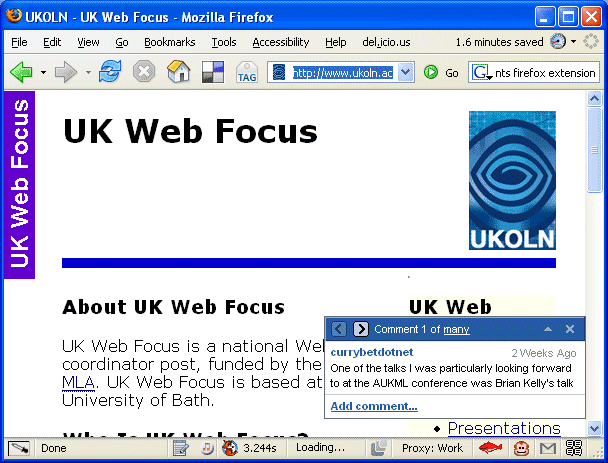 UKOLN - UK Web Focus - Mozilla Firefox
File Edit View Go Bookmarks Tools Accessibility Help del.icio.us 1.6 minutes saved
TAG http://www.ukoln.ac Go G nts firefox extension
UK Web Focus
UK Web Focus
UKOLN
About UK Web Focus
UK Web
UK Web Focus is a national Web
coordinator post, funded by the
MLA. UK Web Focus is based at
University of Bath.
Comment 1 of many
currybetdotnet 2 Weeks Ago
One of the talks I was particularly looking forward
to at the AUKML conference was Brian Kelly's talk
Add comment...
Presentations
Who Is UK Web Focus?
Done 3.244s Loading... Proxy: Work